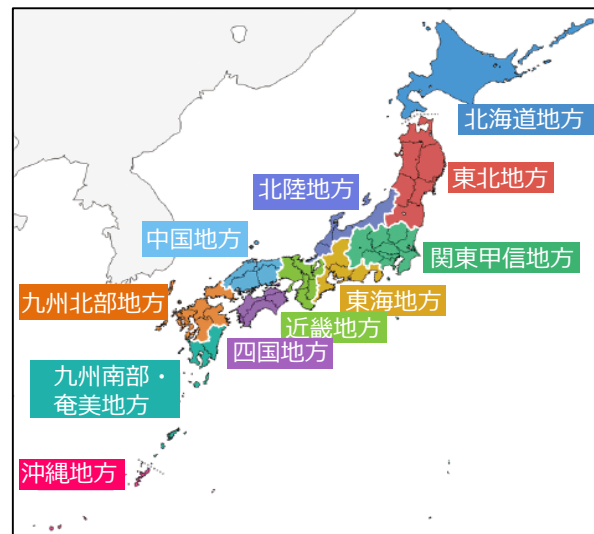 北海道地方
東北地方
北陸地方
中国地方
関東甲信地方
九州北部地方
東海地方
近畿地方
四国地方
九州南部・
奄美地方
沖縄地方